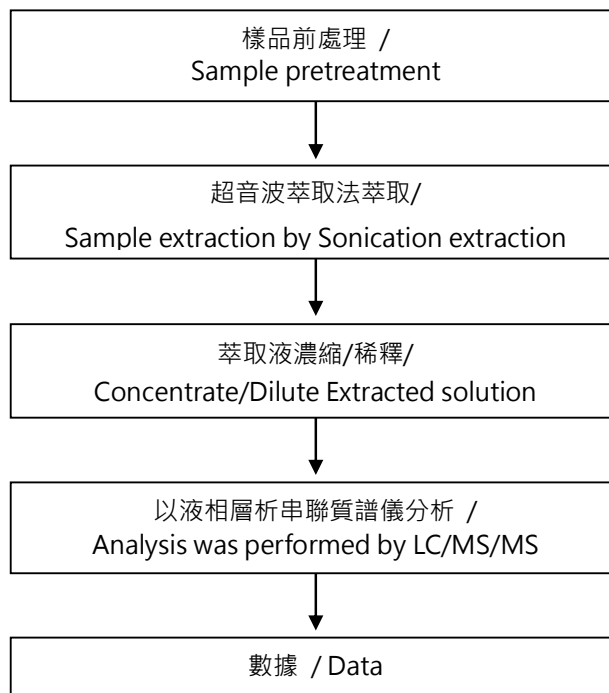 樣品前處理 /
Sample pretreatment
超音波萃取法萃取/
Sample extraction by Sonication extraction
萃取液濃縮/稀釋/
Concentrate/Dilute Extracted solution
以液相層析串聯質譜儀分析 /
Analysis was performed by LC/MS/MS
數據 / Data